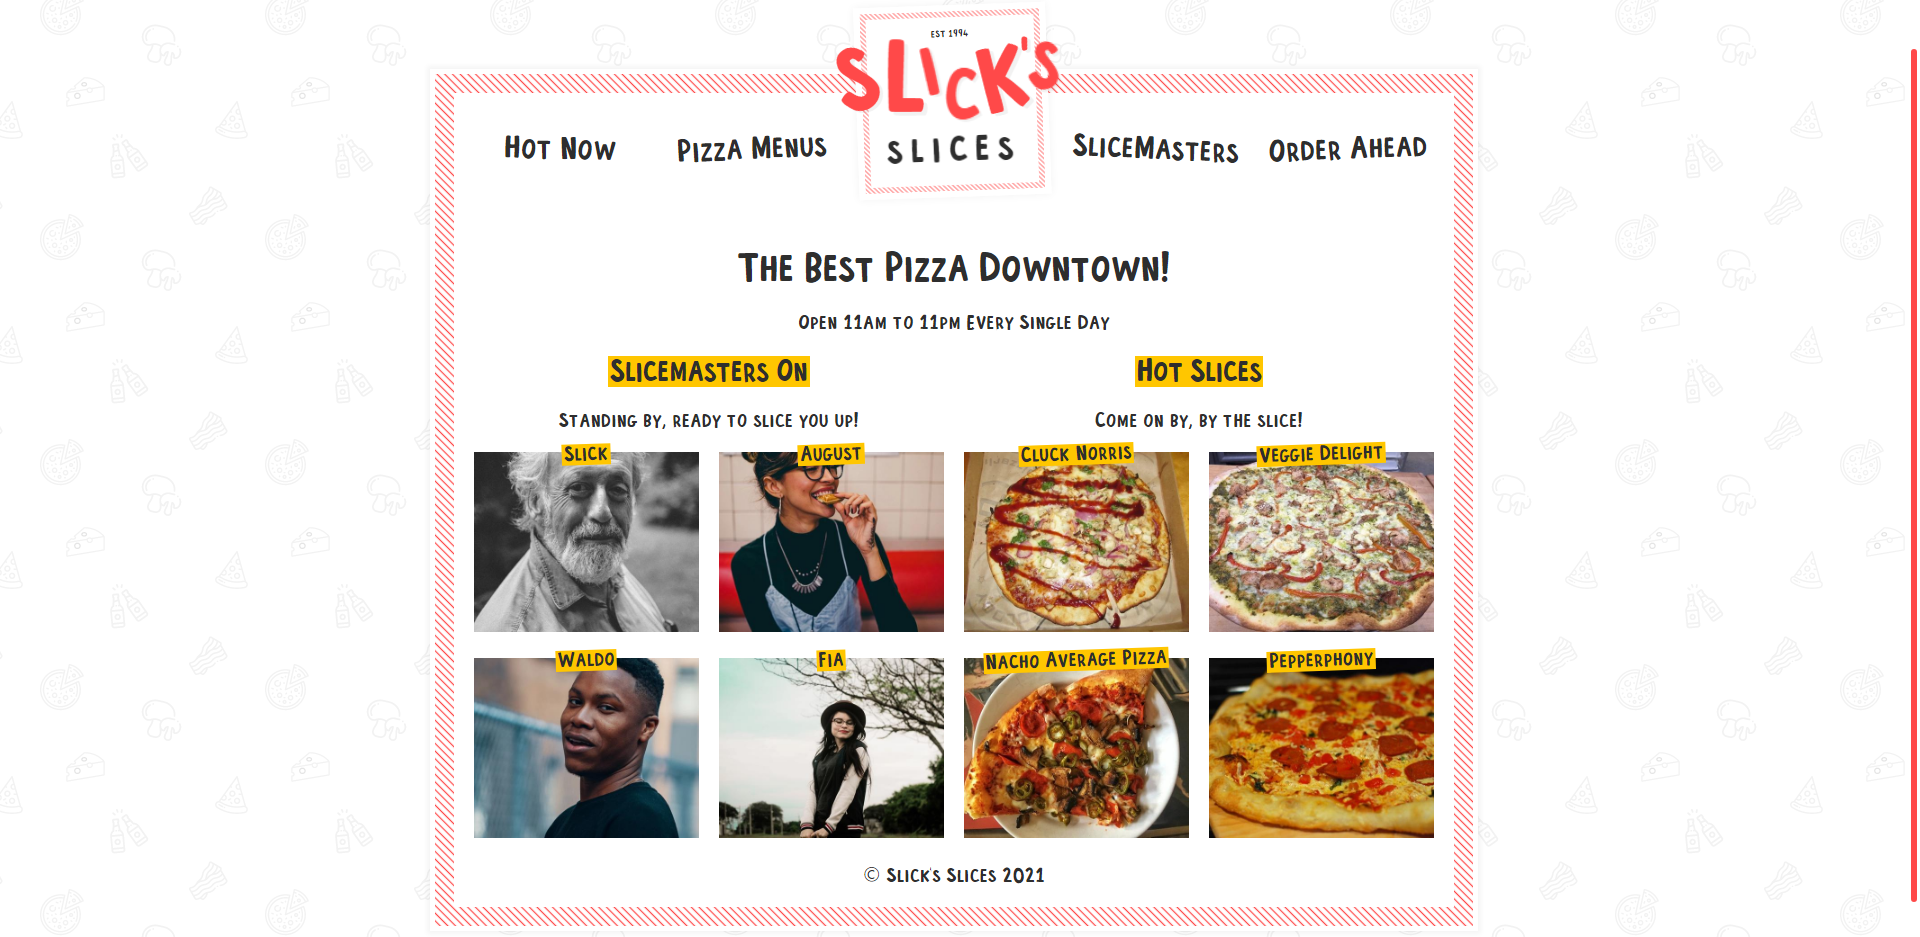 EST 1994
SLICK'S
SLICES
Hot Now
Pizza Menus
SliceMasters
Order Ahead
The Best Pizza Downtown!
Open 11am to 11pm Every Single Day
Slicemasters On
Standing by, ready to slice you up!
Slick
August
Waldo
Fia
Hot Slices
Come on by, by the slice!
Cluck Norris
Veggie Delight
Nacho Average Pizza
Pepperphony
© Slick's Slices 2021